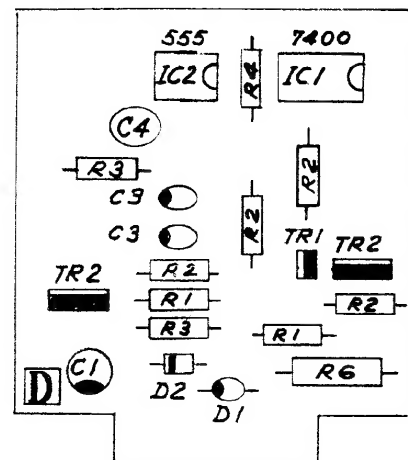 555 7400
IC2 R4 IC1
C4
R3 R2
C3
R2
C3 TR1 TR2
R2
TR2 R1 R2
R3 R1
C1
R6
D D2 D1